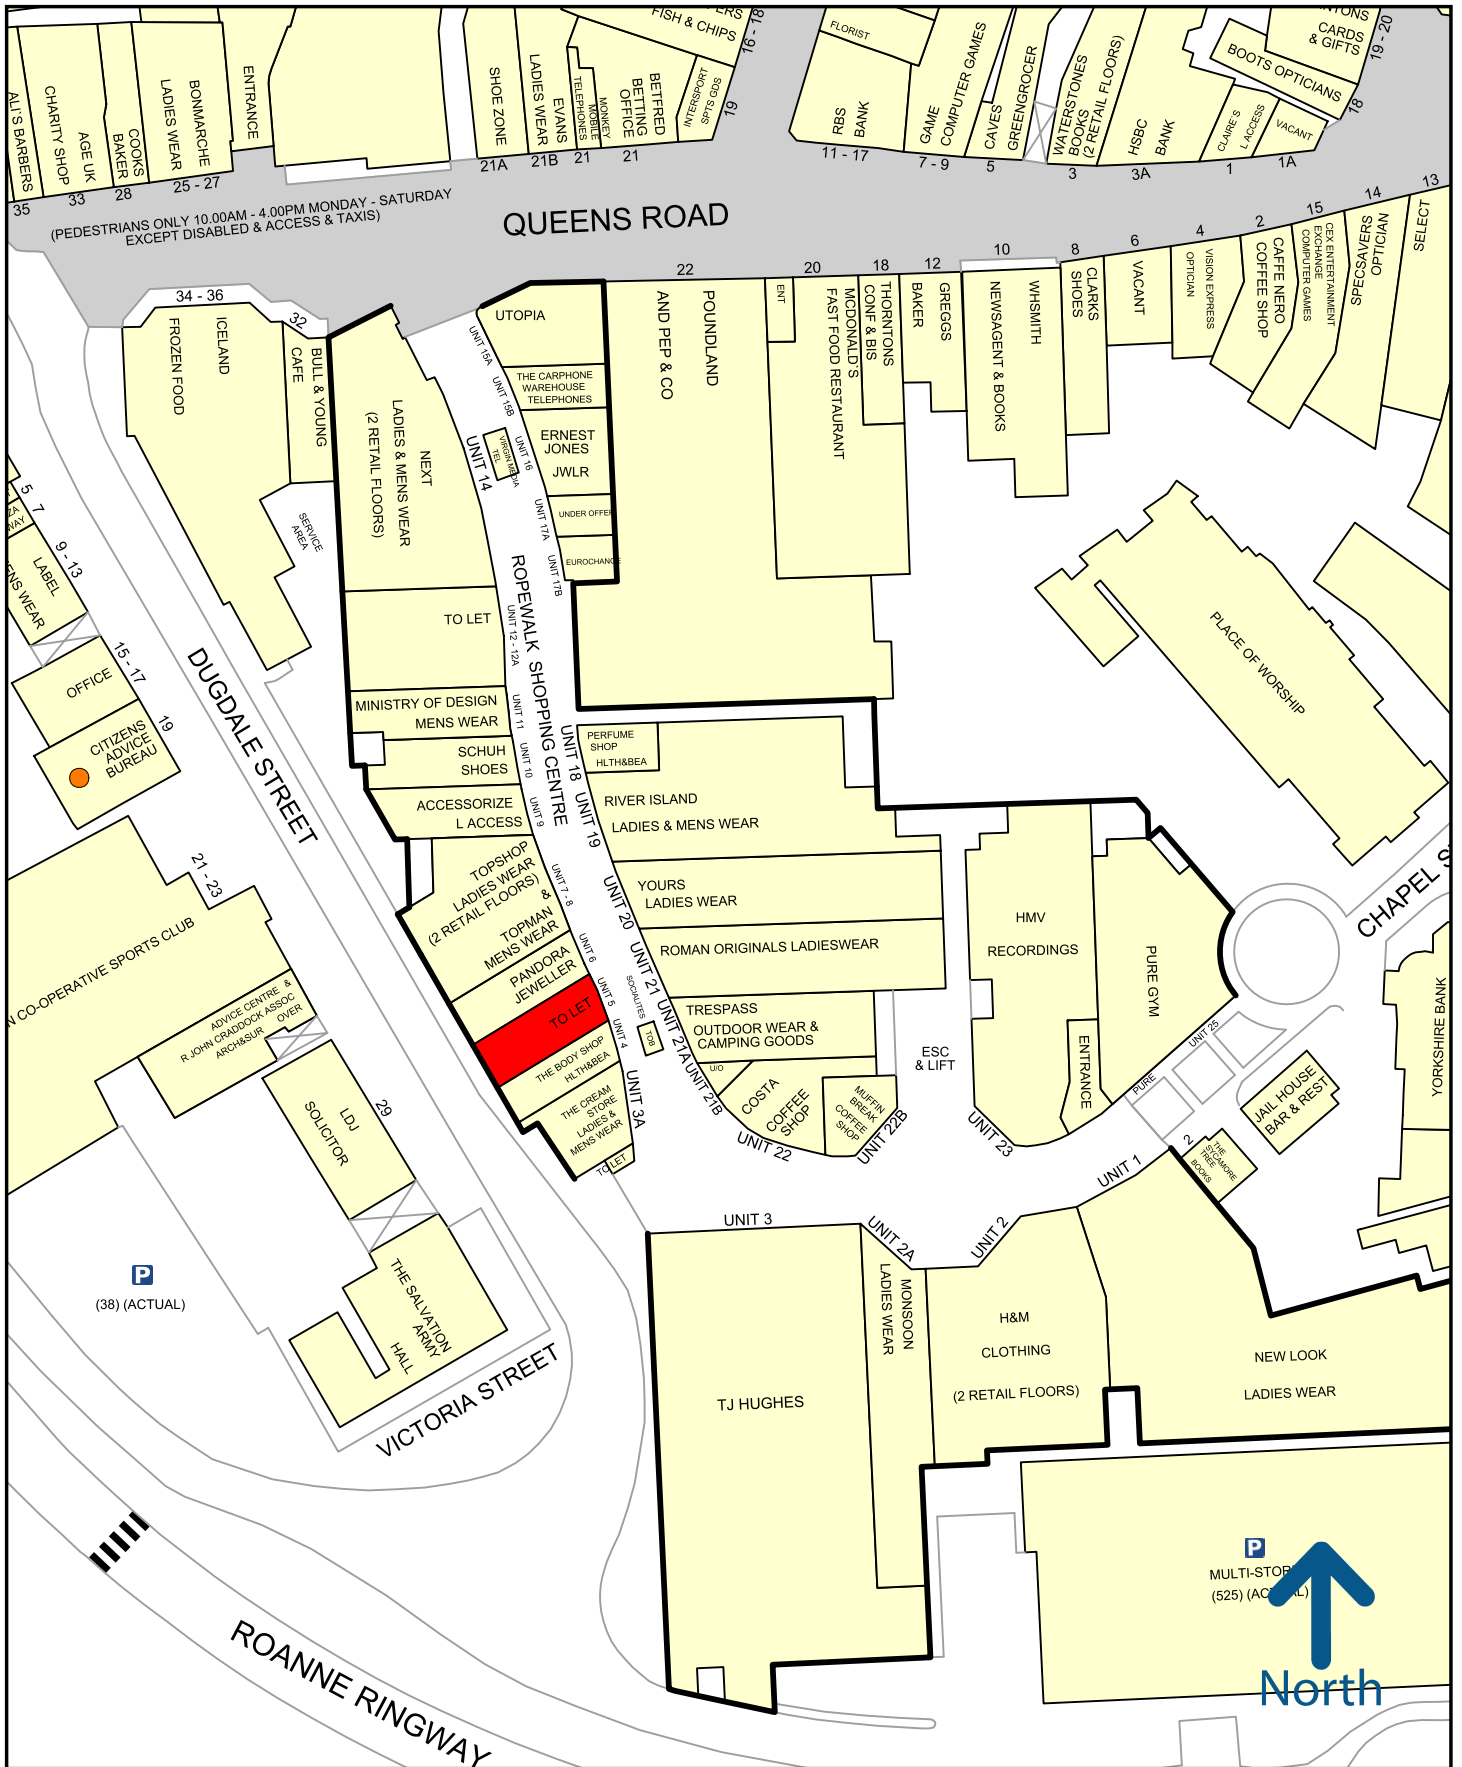 ERS
FISH & CHIPS
16 - 18
FLORIST
CARDS
& GIFTS
19 - 20
BOOTS OPTICIANS
18
ALI'S BARBERS
35
CHARITY SHOP
AGE UK
33
COOKS
BAKER
28
BONMARCHE
LADIES WEAR
25 - 27
ENTRANCE
SHOE ZONE
21A
LADIES WEAR
EVANS
21B
TELEPHONES
MOBILE
MONKEY
21
BETFRED
BETTING
OFFICE
21
INTERSPORT
SPTS GDS
19
RBS
BANK
11 - 17
GAME
COMPUTER GAMES
7 - 9
CAVES
GREENGROCER
5
WATERSTONES
BOOKS
(2 RETAIL FLOORS)
3
HSBC
BANK
3A
CLAIRE'S
L ACCESS
1
VACANT
1A
(PEDESTRIANS ONLY 10.00AM - 4.00PM MONDAY - SATURDAY
EXCEPT DISABLED & ACCESS & TAXIS)
QUEENS ROAD
34 - 36
ICELAND
FROZEN FOOD
32
BULL & YOUNG
CAFE
SERVICE
AREA
UTOPIA
UNIT 15A
THE CARPHONE
WAREHOUSE
TELEPHONES
UNIT 15B
ERNEST
JONES
JWLR
UNIT 16
VIRGIN MEDIA
TEL
UNDER OFFER
UNIT 17A
EUROCHANGE
UNIT 17B
22
POUNDLAND
AND PEP & CO
ENT
20
MCDONALD'S
FAST FOOD RESTAURANT
18
THORNTONS
CONF & BIS
12
GREGGS
BAKER
10
WHSMITH
NEWSAGENT & BOOKS
8
CLARKS
SHOES
6
VACANT
4
VISION EXPRESS
OPTICIAN
2
CAFFE NERO
COFFEE SHOP
15
CEX ENTERTAINMENT
EXCHANGE
COMPUTER GAMES
14
SPECSAVERS
OPTICIAN
13
SELECT
NEXT
LADIES & MENS WEAR
(2 RETAIL FLOORS)
UNIT 14
TO LET
UNIT 12 - 12A
ROPEWALK SHOPPING CENTRE
MINISTRY OF DESIGN
MENS WEAR
UNIT 11
SCHUH
SHOES
UNIT 10
ACCESSORIZE
L ACCESS
UNIT 9
TOPSHOP
LADIES WEAR
(2 RETAIL FLOORS)
&
TOPMAN
MENS WEAR
UNIT 7 - 8
PANDORA
JEWELLER
UNIT 6
TO LET
UNIT 5
THE BODY SHOP
HLTH&BEA
UNIT 4
THE CREAM
STORE
LADIES &
MENS WEAR
UNIT 3A
TO LET
SOCIALITES
TOB
PERFUME
SHOP
HLTH&BEA
UNIT 18
RIVER ISLAND
LADIES & MENS WEAR
UNIT 19
YOURS
LADIES WEAR
UNIT 20
ROMAN ORIGINALS LADIESWEAR
UNIT 21
TRESPASS
OUTDOOR WEAR &
CAMPING GOODS
UNIT 21A
U/O
UNIT 21B
COSTA
COFFEE
SHOP
UNIT 22
MUFFIN
BREAK
COFFEE
SHOP
UNIT 22B
ESC
& LIFT
HMV
RECORDINGS
UNIT 23
ENTRANCE
PURE GYM
PURE
UNIT 25
PLACE OF WORSHIP
CHAPEL S
YORKSHIRE BANK
JAIL HOUSE
BAR & REST
2
THE
SYCAMORE
TREE
BOOKS
UNIT 1
UNIT 2
UNIT 2A
UNIT 3
TJ HUGHES
MONSOON
LADIES WEAR
H&M
CLOTHING
(2 RETAIL FLOORS)
NEW LOOK
LADIES WEAR
5 - 7
ZA
WAY
9 - 13
LABEL
ENS WEAR
15 - 17
OFFICE
19
CITIZENS
ADVICE
BUREAU
DUGDALE STREET
21 - 23
N CO-OPERATIVE SPORTS CLUB
ADVICE CENTRE &
R JOHN CRADDOCK ASSOC
ARCH&SUR OVER
29
LDJ
SOLICITOR
THE SALVATION
ARMY
HALL
P
(38) (ACTUAL)
VICTORIA STREET
ROANNE RINGWAY
P
MULTI-STOR
(525) (ACTUAL)
North